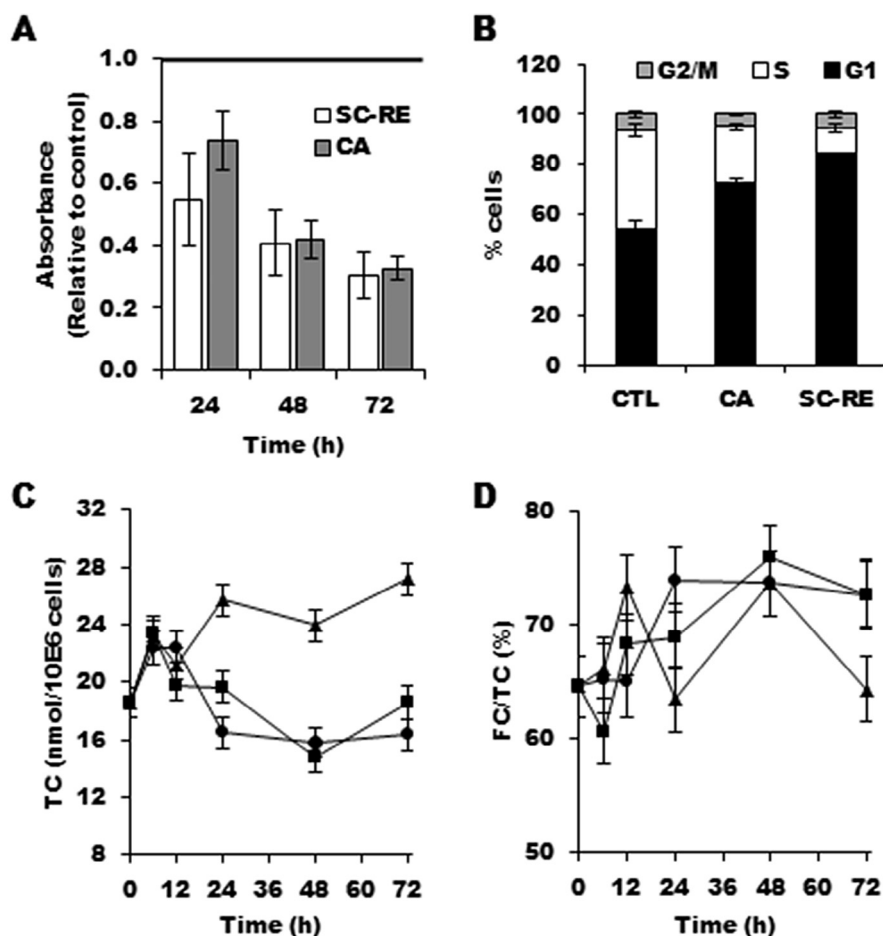 A
Absorbance
(Relative to control)
1.0
0.8
0.6
0.4
0.2
0.0
SC-RE
CA
24 48 72
Time (h)
B
% cells
120
100
80
60
40
20
0
G2/M S G1
CTL CA SC-RE
C
TC (nmol/10E6 cells)
32
28
24
20
16
12
8
0 12 24 36 48 60 72
Time (h)
D
FC/TC (%)
80
70
60
50
0 12 24 36 48 60 72
Time (h)